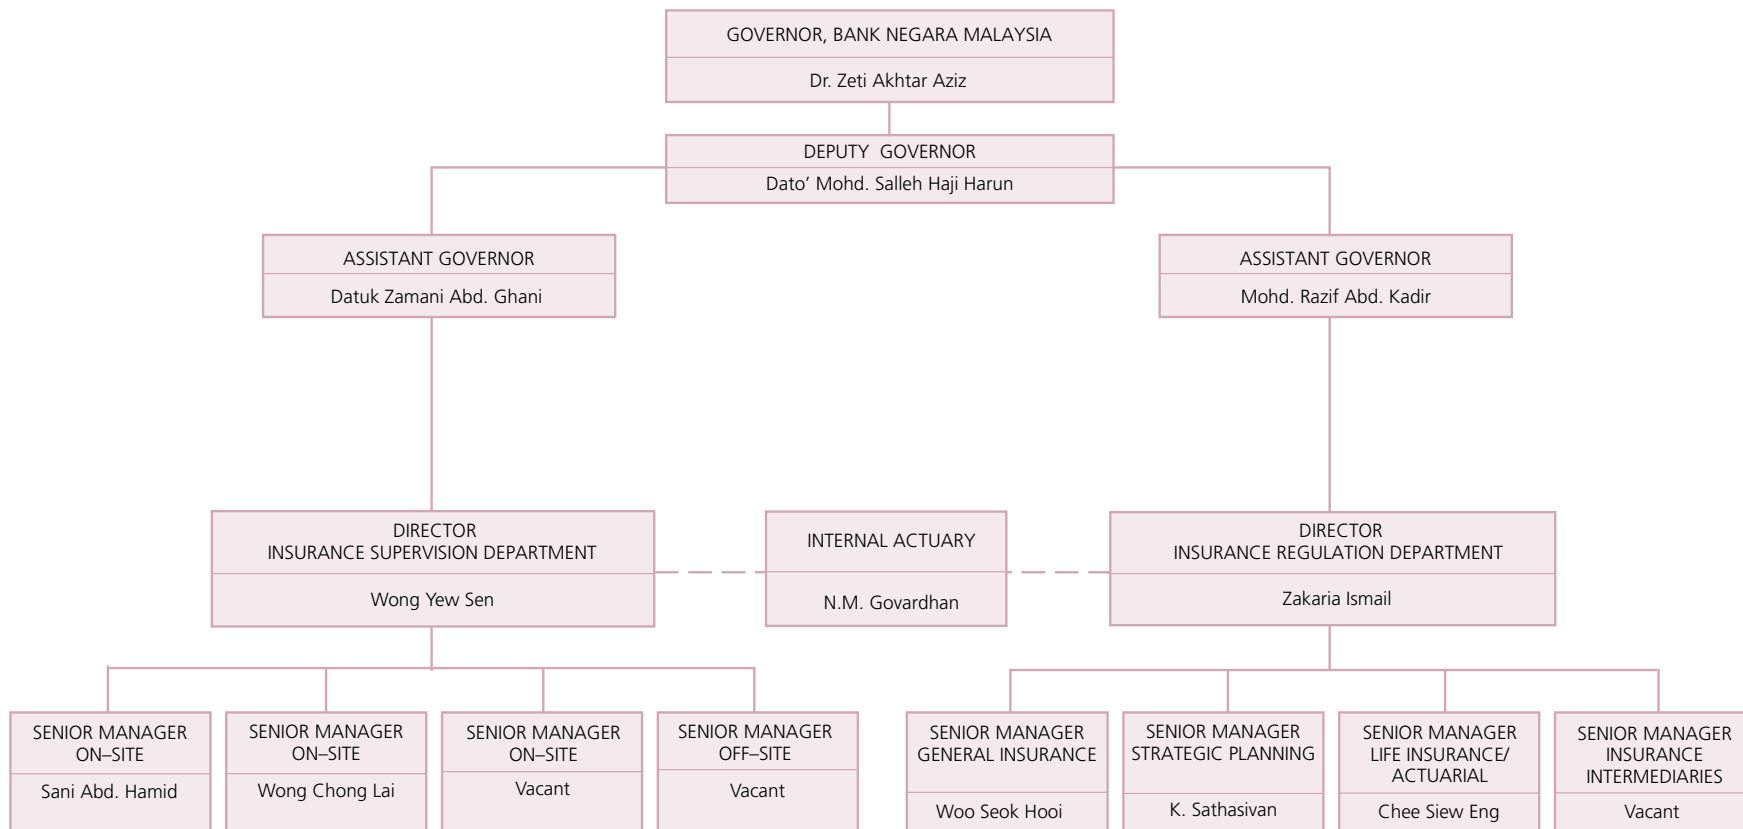 GOVERNOR, BANK NEGARA MALAYSIA
Dr. Zeti Akhtar Aziz
DEPUTY GOVERNOR
Dato’ Mohd. Salleh Haji Harun
ASSISTANT GOVERNOR
Datuk Zamani Abd. Ghani
ASSISTANT GOVERNOR
Mohd. Razif Abd. Kadir
DIRECTOR
INSURANCE SUPERVISION DEPARTMENT
Wong Yew Sen
INTERNAL ACTUARY
N.M. Govardhan
DIRECTOR
INSURANCE REGULATION DEPARTMENT
Zakaria Ismail
SENIOR MANAGER
ON–SITE
Sani Abd. Hamid
SENIOR MANAGER
ON–SITE
Wong Chong Lai
SENIOR MANAGER
ON–SITE
Vacant
SENIOR MANAGER
OFF–SITE
Vacant
SENIOR MANAGER
GENERAL INSURANCE
Woo Seok Hooi
SENIOR MANAGER
STRATEGIC PLANNING
K. Sathasivan
SENIOR MANAGER
LIFE INSURANCE/
ACTUARIAL
Chee Siew Eng
SENIOR MANAGER
INSURANCE
INTERMEDIARIES
Vacant